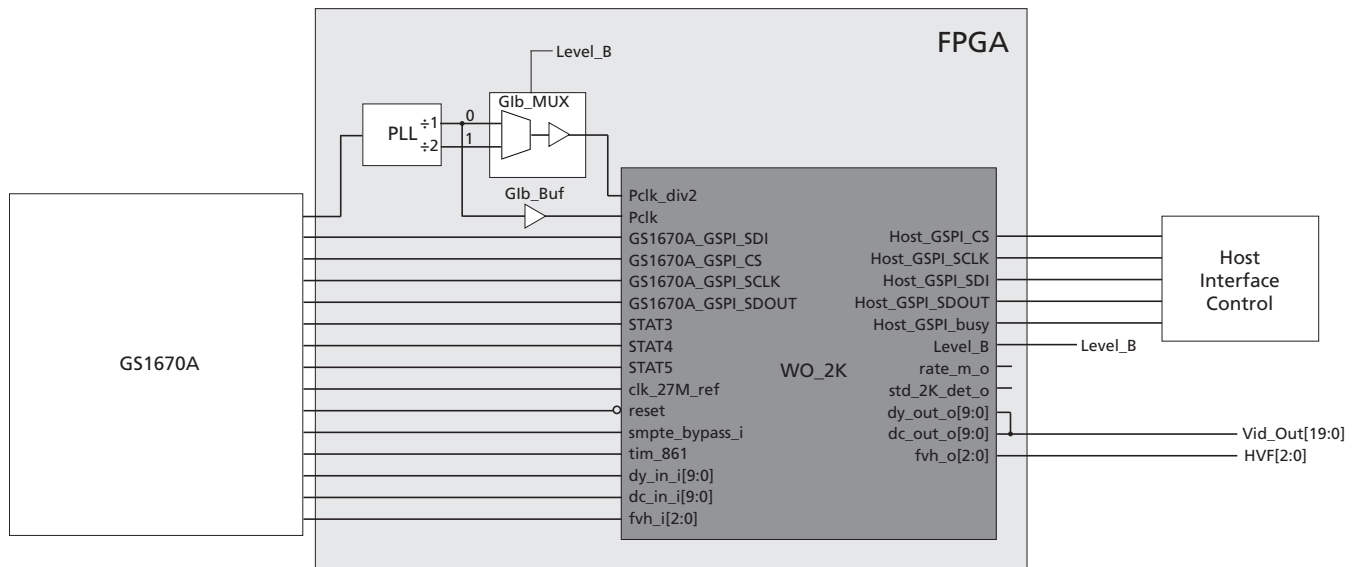 FPGA
Level_B
Glb_MUX
PLL
÷1
0
÷2
1
Glb_Buf
GS1670A
Pclk_div2
Pclk
GS1670A_GSPI_SDI
GS1670A_GSPI_CS
GS1670A_GSPI_SCLK
GS1670A_GSPI_SDOUT
STAT3
STAT4
STAT5
clk_27M_ref
reset
smpte_bypass_i
tim_861
dy_in_i[9:0]
dc_in_i[9:0]
fvh_i[2:0]
WO_2K
Host_GSPI_CS
Host_GSPI_SCLK
Host_GSPI_SDI
Host_GSPI_SDOUT
Host_GSPI_busy
Level_B
rate_m_o
std_2K_det_o
dy_out_o[9:0]
dc_out_o[9:0]
fvh_o[2:0]
Host
Interface
Control
Level_B
Vid_Out[19:0]
HVF[2:0]